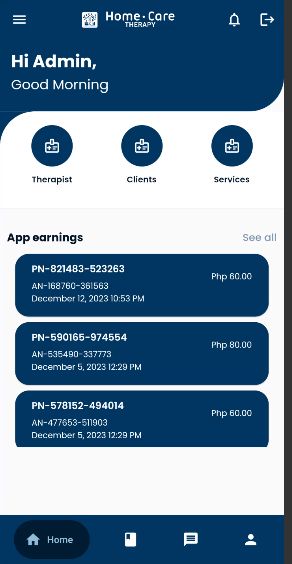 Home•Care
THERAPY
Hi Admin,
Good Morning
Therapist
Clients
Services
App earnings
See all
PN-821483-523263
Php 60.00
AN-168760-361563
December 12, 2023 10:53 PM
PN-590165-974554
Php 80.00
AN-535490-337773
December 5, 2023 12:29 PM
PN-578152-494014
Php 60.00
AN-477653-511903
December 5, 2023 12:29 PM
Home